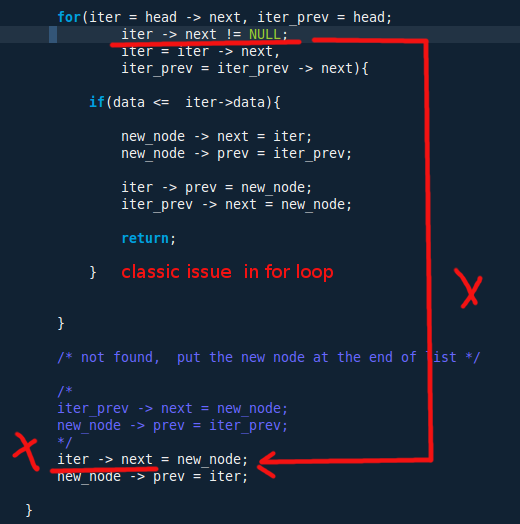 for(iter = head -> next, iter_prev = head;
iter -> next != NULL;
iter = iter -> next,
iter_prev = iter_prev -> next){
if(data <=  iter->data){
new_node -> next = iter;
new_node -> prev = iter_prev;
iter -> prev = new_node;
iter_prev -> next = new_node;
return;
}   classic issue  in for loop
}
/* not found,  put the new node at the end of list */
/*
iter_prev -> next = new_node;
new_node -> prev = iter_prev;
*/
iter -> next = new_node;
new_node -> prev = iter;
}